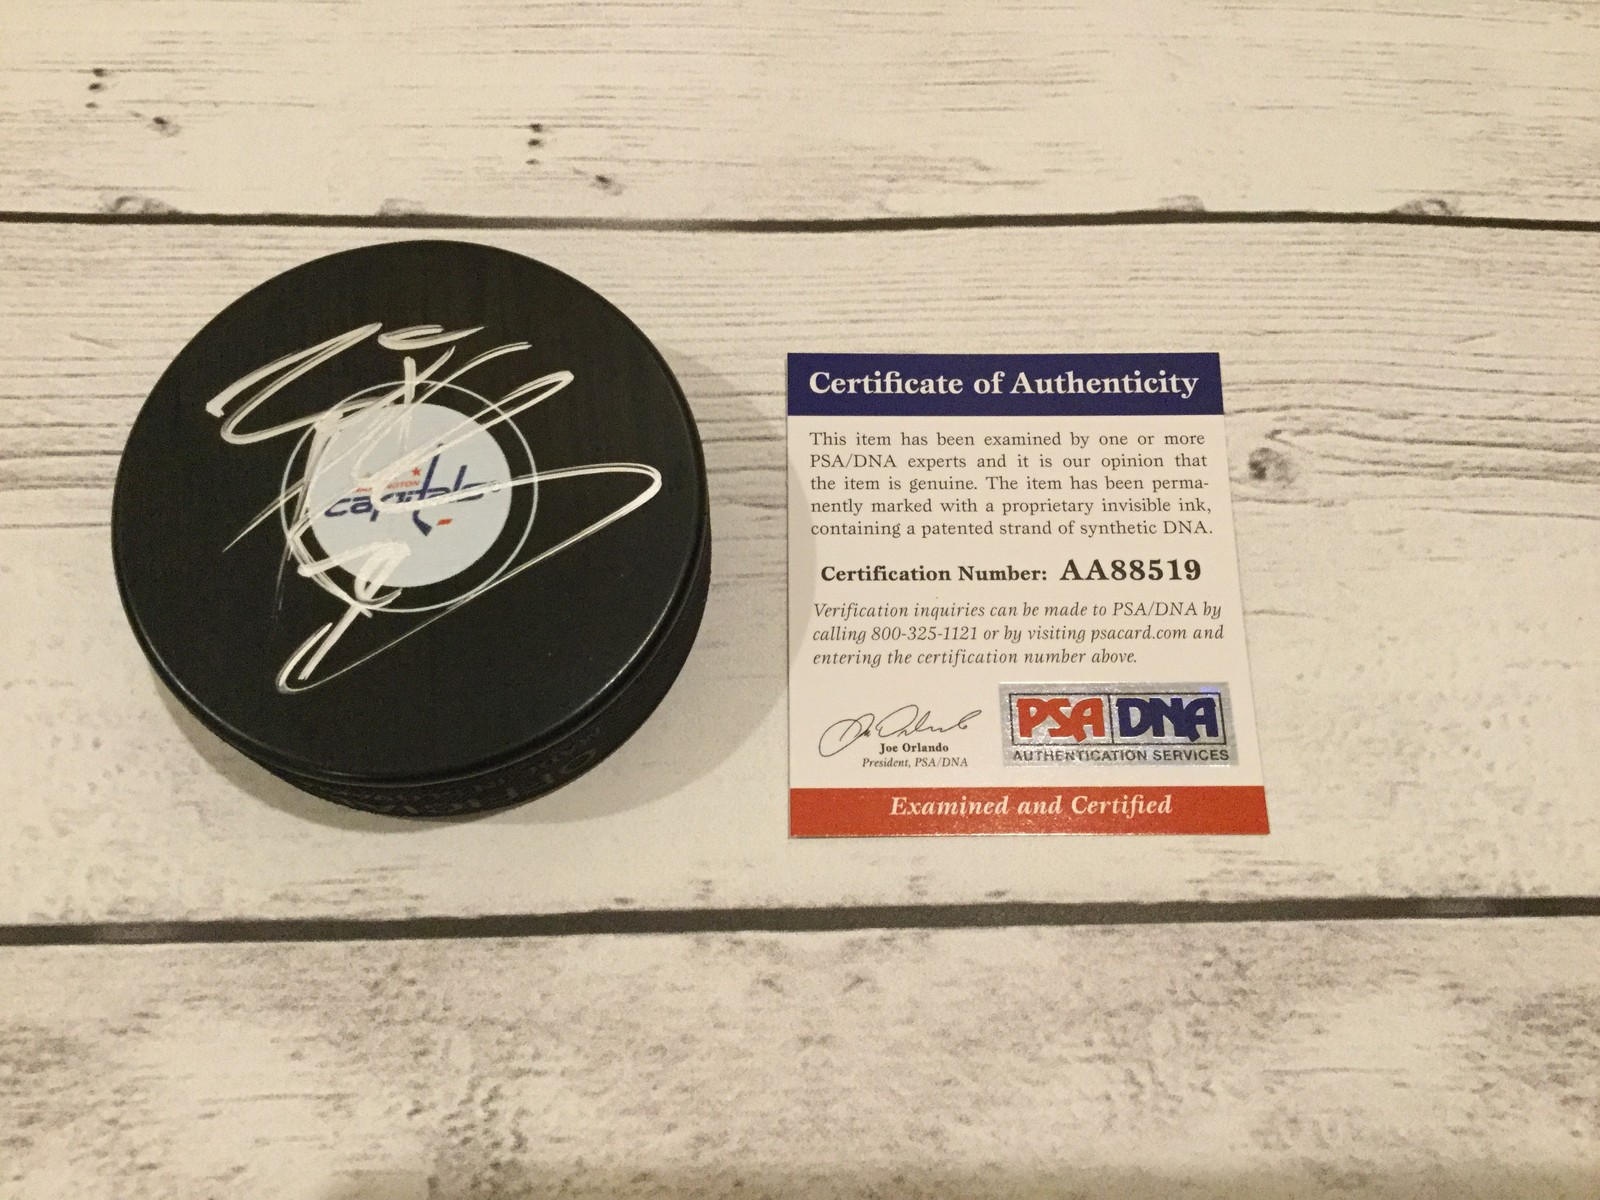 capitals
Certificate of Authenticity
This item has been examined by one or more
PSA/DNA experts and it is our opinion that
the item is genuine. The item has been perma-
nently marked with a proprietary invisible ink,
containing a patented strand of synthetic DNA.
Certification Number: AA88519
Verification inquiries can be made to PSA/DNA by
calling 800-325-1121 or by visiting psacard.com and
entering the certification number above.
Joe Orlando
President, PSA/DNA
PSA DNA
AUTHENTICATION SERVICES
Examined and Certified